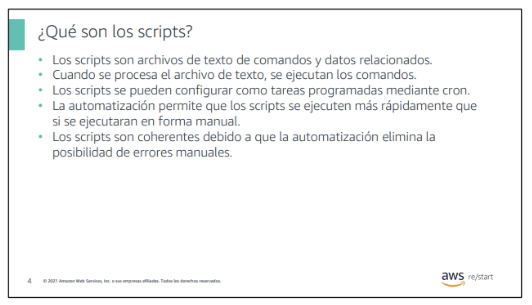 ¿Qué son los scripts?
• Los scripts son archivos de texto de comandos y datos relacionados.
• Cuando se procesa el archivo de texto, se ejecutan los comandos.
• Los scripts se pueden configurar como tareas programadas mediante cron.
• La automatización permite que los scripts se ejecuten más rápidamente que
si se ejecutaran en forma manual.
• Los scripts son coherentes debido a que la automatización elimina la
posibilidad de errores manuales.
4 © 2021 Amazon Web Services, Inc. o sus empresas afiliadas. Todos los derechos reservados.
aws re/start